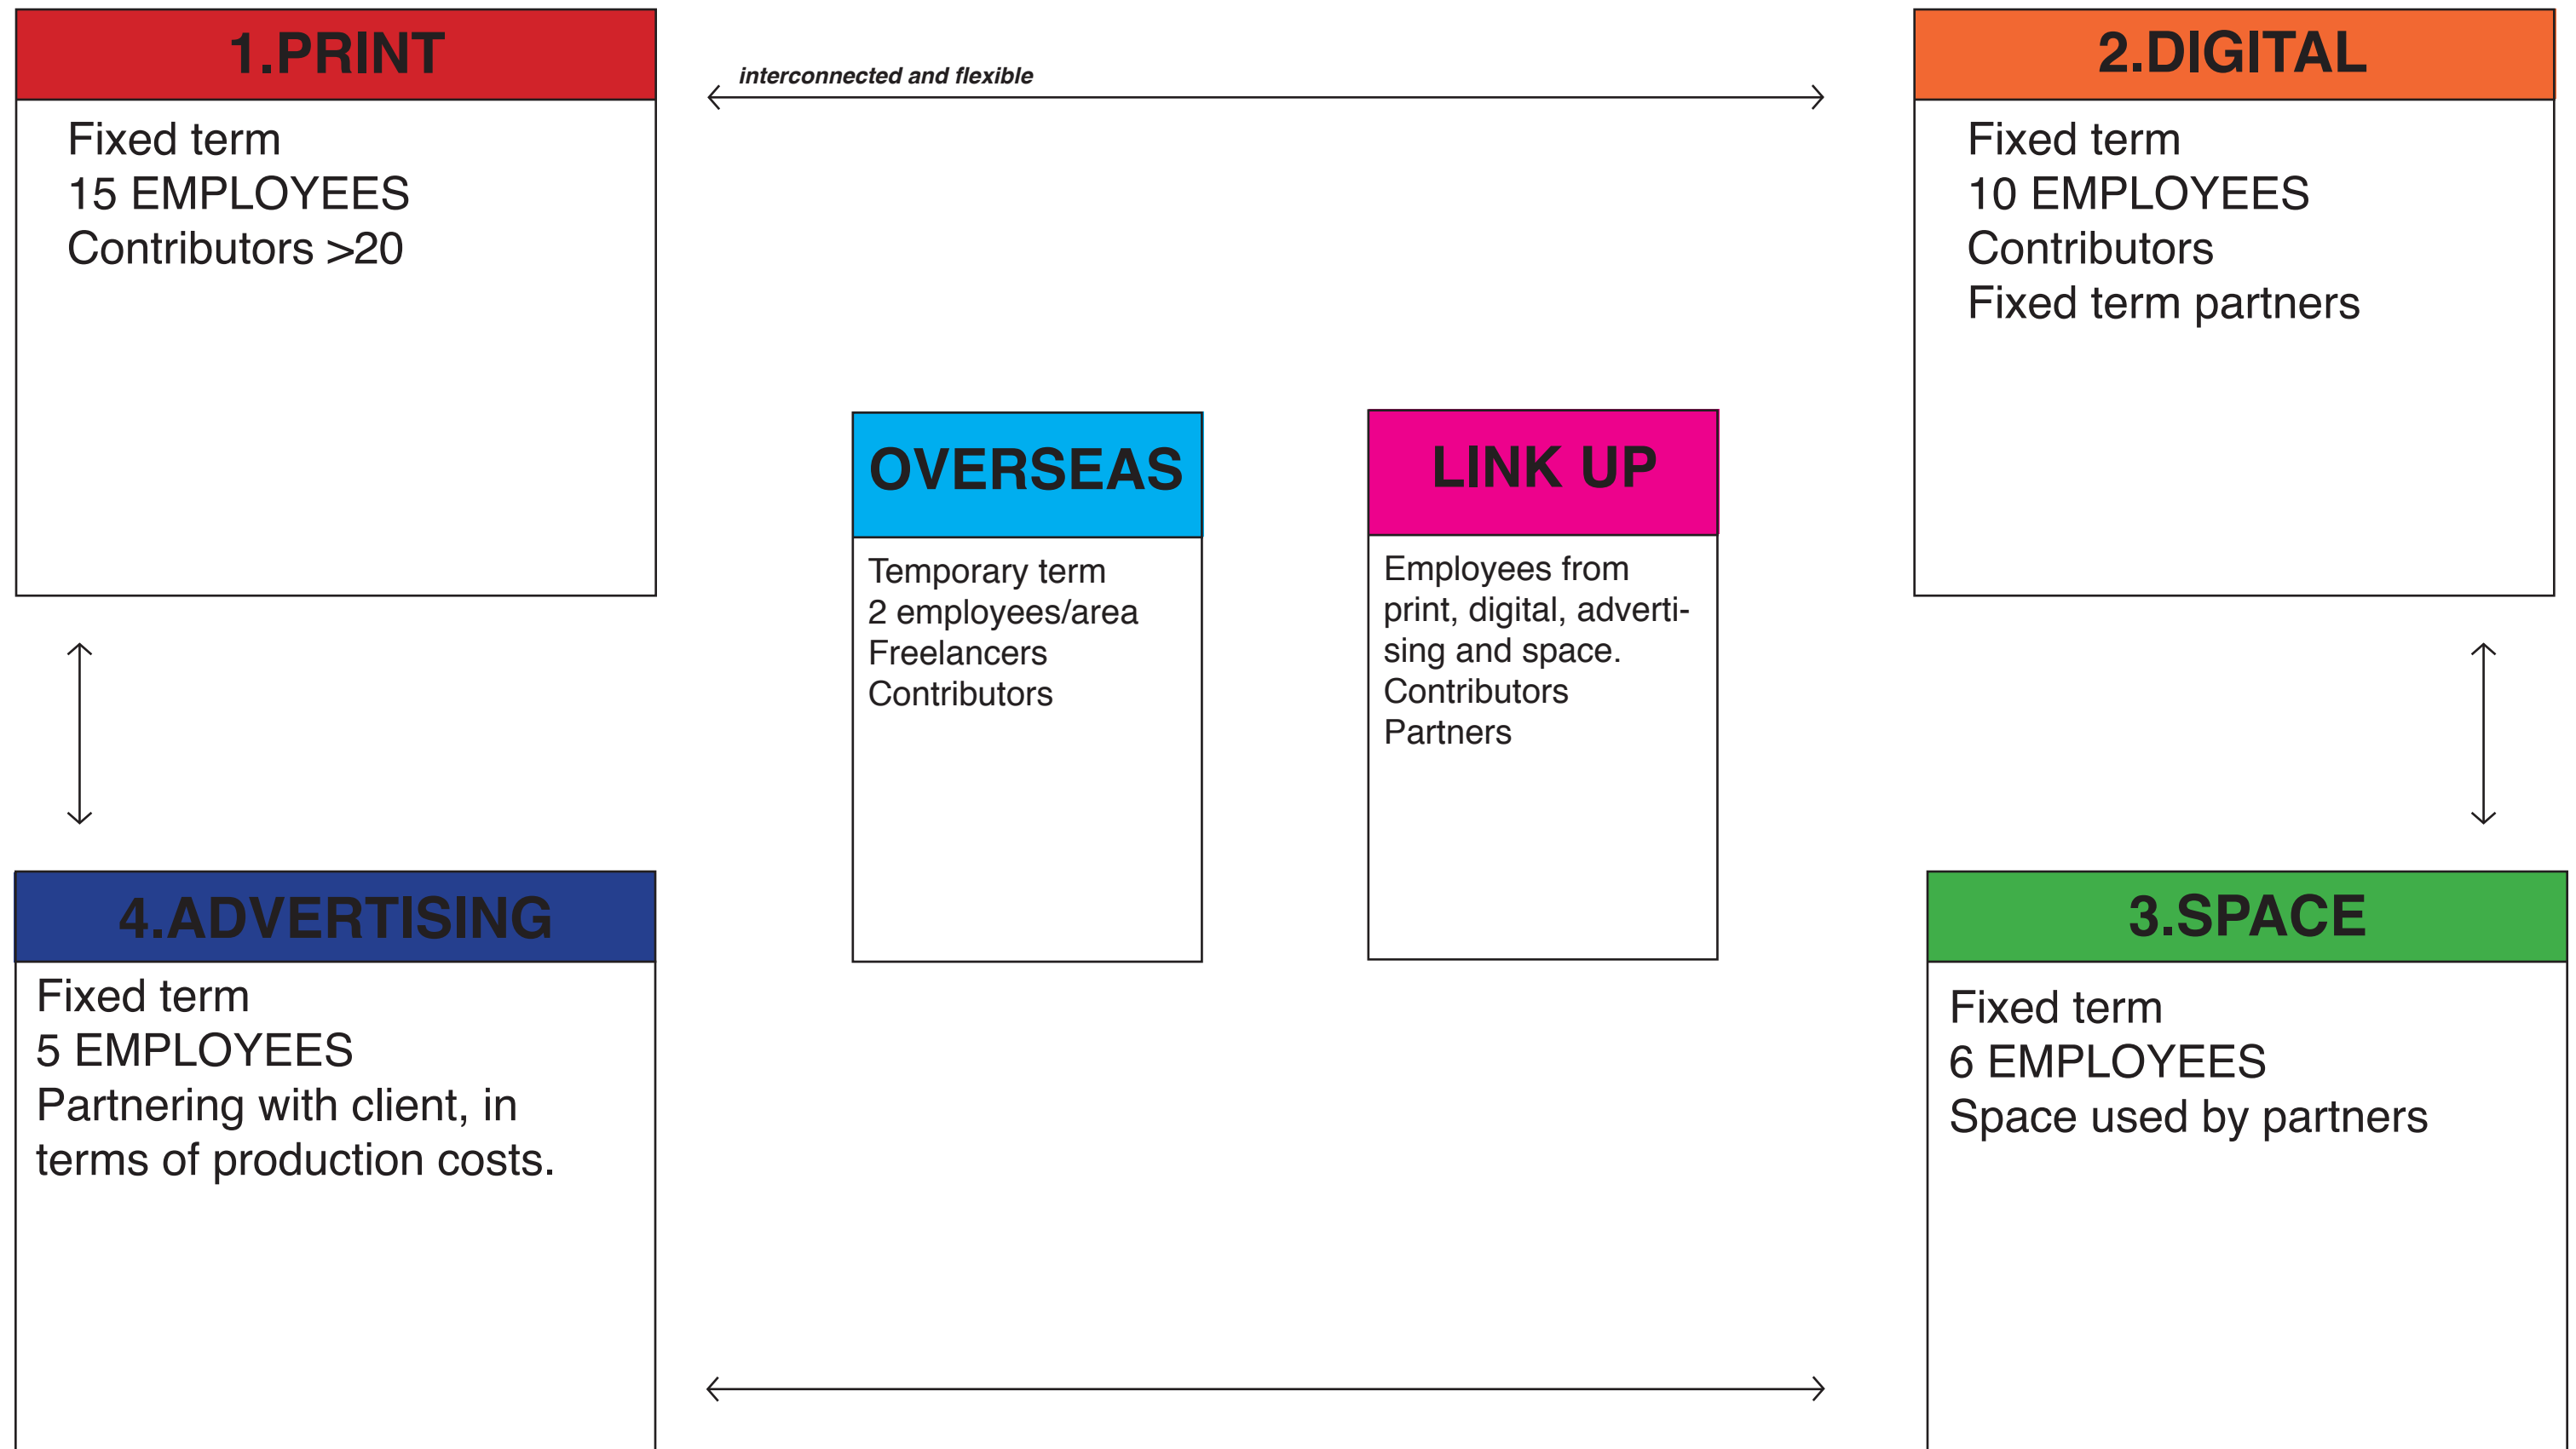 1.PRINT
Fixed term
15 EMPLOYEES
Contributors >20
interconnected and flexible
2.DIGITAL
Fixed term
10 EMPLOYEES
Contributors
Fixed term partners
OVERSEAS
Temporary term
2 employees/area
Freelancers
Contributors
LINK UP
Employees from
print, digital, adverti-
sing and space.
Contributors
Partners
4.ADVERTISING
Fixed term
5 EMPLOYEES
Partnering with client, in
terms of production costs.
3.SPACE
Fixed term
6 EMPLOYEES
Space used by partners